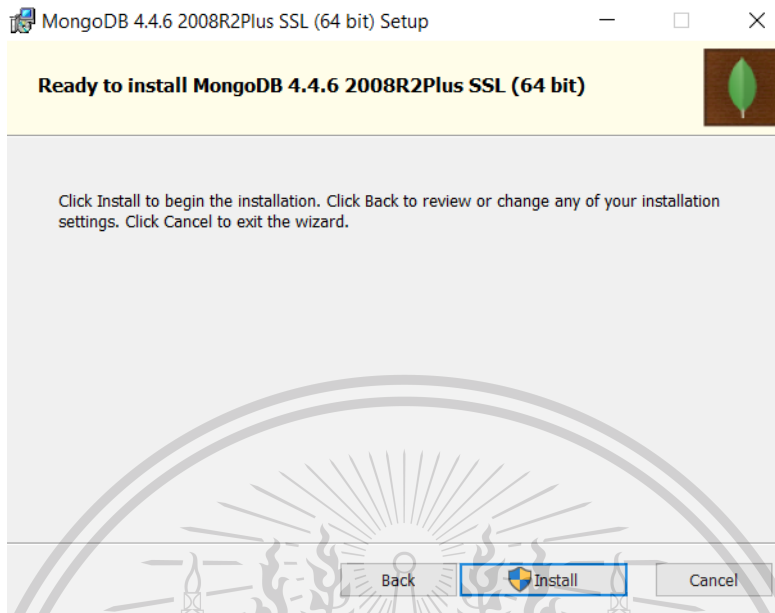 MongoDB 4.4.6 2008R2Plus SSL (64 bit) Setup
Ready to install MongoDB 4.4.6 2008R2Plus SSL (64 bit)
Click Install to begin the installation. Click Back to review or change any of your installation
settings. Click Cancel to exit the wizard.
Back
Install
Cancel